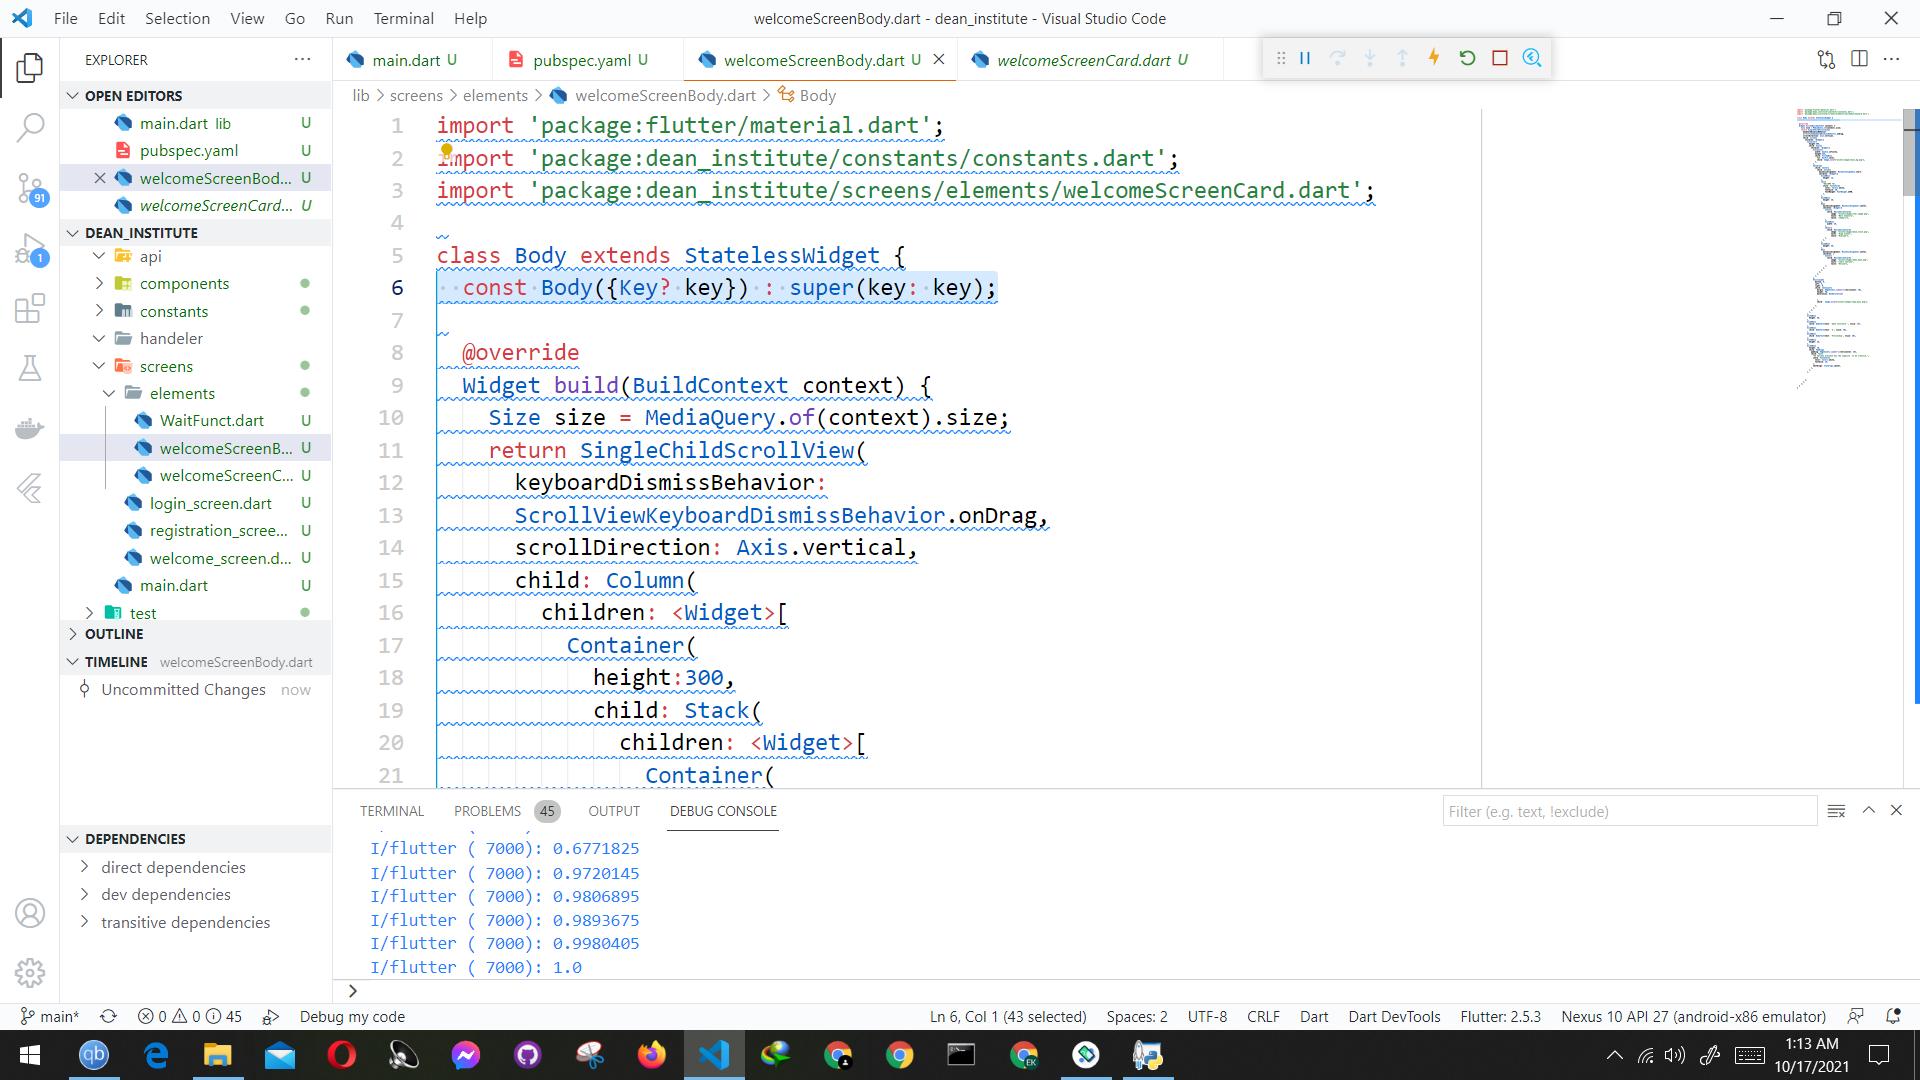 File Edit Selection View Go Run Terminal Help
welcomeScreenBody.dart - dean_institute - Visual Studio Code
EXPLORER
OPEN EDITORS
main.dart lib U
pubspec.yaml U
welcomeScreenBod... U
welcomeScreenCard... U
DEAN_INSTITUTE
api
components
constants
handeler
screens
elements
WaitFunct.dart U
welcomeScreenB... U
welcomeScreenC... U
login_screen.dart U
registration_scree... U
welcome_screen.d... U
main.dart U
test
OUTLINE
TIMELINE welcomeScreenBody.dart
Uncommitted Changes now
DEPENDENCIES
direct dependencies
dev dependencies
transitive dependencies
91
1
main.dart U
pubspec.yaml U
welcomeScreenBody.dart U
welcomeScreenCard.dart U
lib > screens > elements > welcomeScreenBody.dart > Body
1 import 'package:flutter/material.dart';
2 import 'package:dean_institute/constants/constants.dart';
3 import 'package:dean_institute/screens/elements/welcomeScreenCard.dart';
4
5 class Body extends StatelessWidget {
6 const Body({Key? key}) : super(key: key);
7
8 @override
9 Widget build(BuildContext context) {
10 Size size = MediaQuery.of(context).size;
11 return SingleChildScrollView(
12 keyboardDismissBehavior:
13 ScrollViewKeyboardDismissBehavior.onDrag,
14 scrollDirection: Axis.vertical,
15 child: Column(
16 children: <Widget>[
17 Container(
18 height:300,
19 child: Stack(
20 children: <Widget>[
21 Container(
TERMINAL PROBLEMS 45 OUTPUT DEBUG CONSOLE
Filter (e.g. text, !exclude)
I/flutter ( 7000): 0.6771825
I/flutter ( 7000): 0.9720145
I/flutter ( 7000): 0.9806895
I/flutter ( 7000): 0.9893675
I/flutter ( 7000): 0.9980405
I/flutter ( 7000): 1.0
>
main* 0 0 45 Debug my code
Ln 6, Col 1 (43 selected) Spaces: 2 UTF-8 CRLF Dart Dart DevTools Flutter: 2.5.3 Nexus 10 API 27 (android-x86 emulator)
qb
EK
1:13 AM
10/17/2021